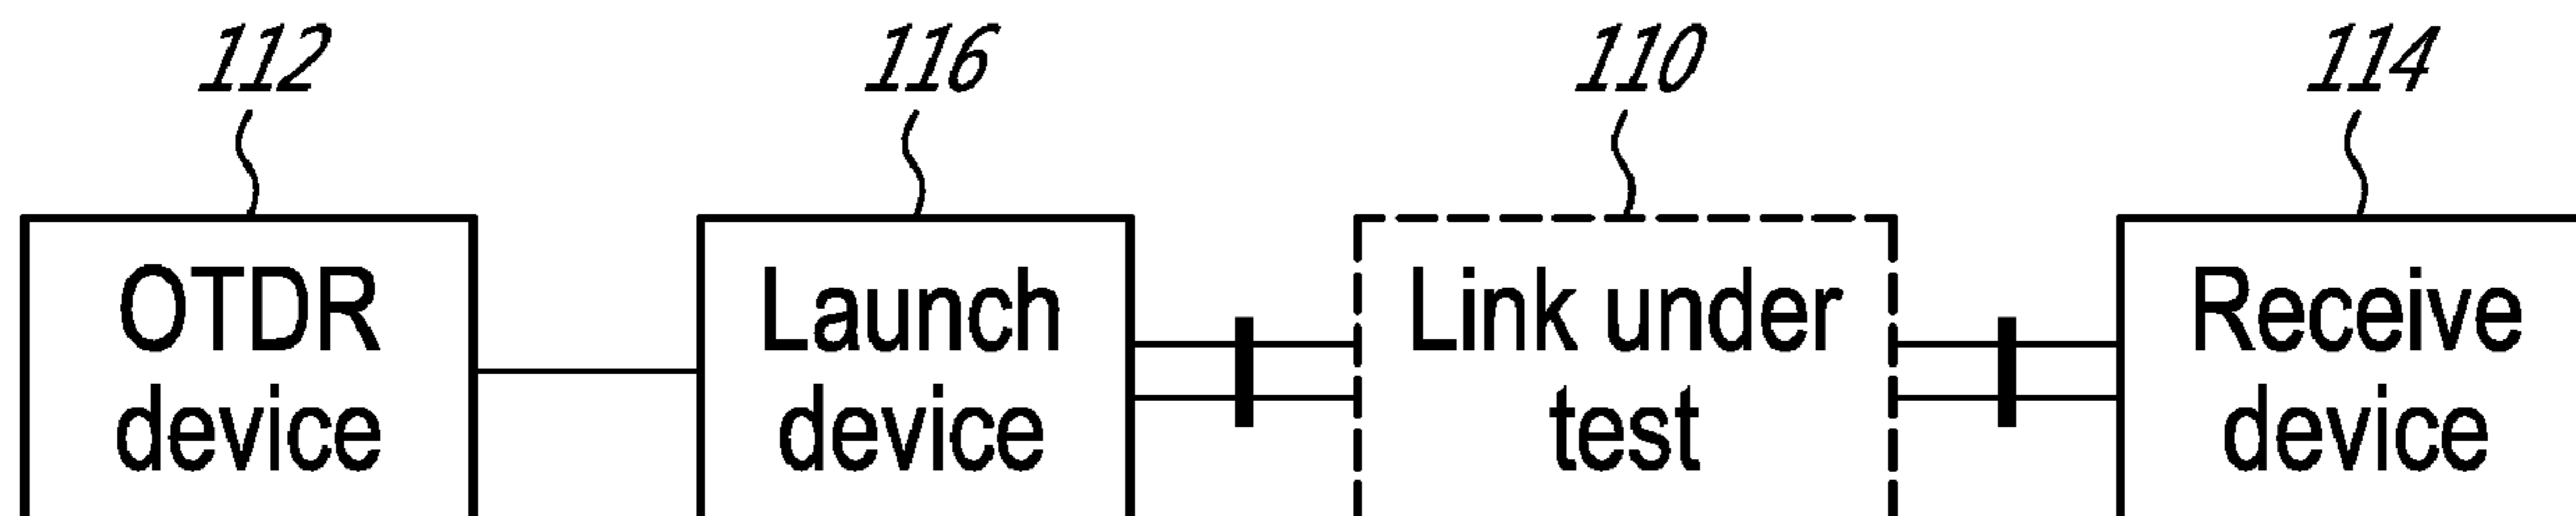 112
116
110
114
OTDR
device
Launch
device
Link under
test
Receive
device